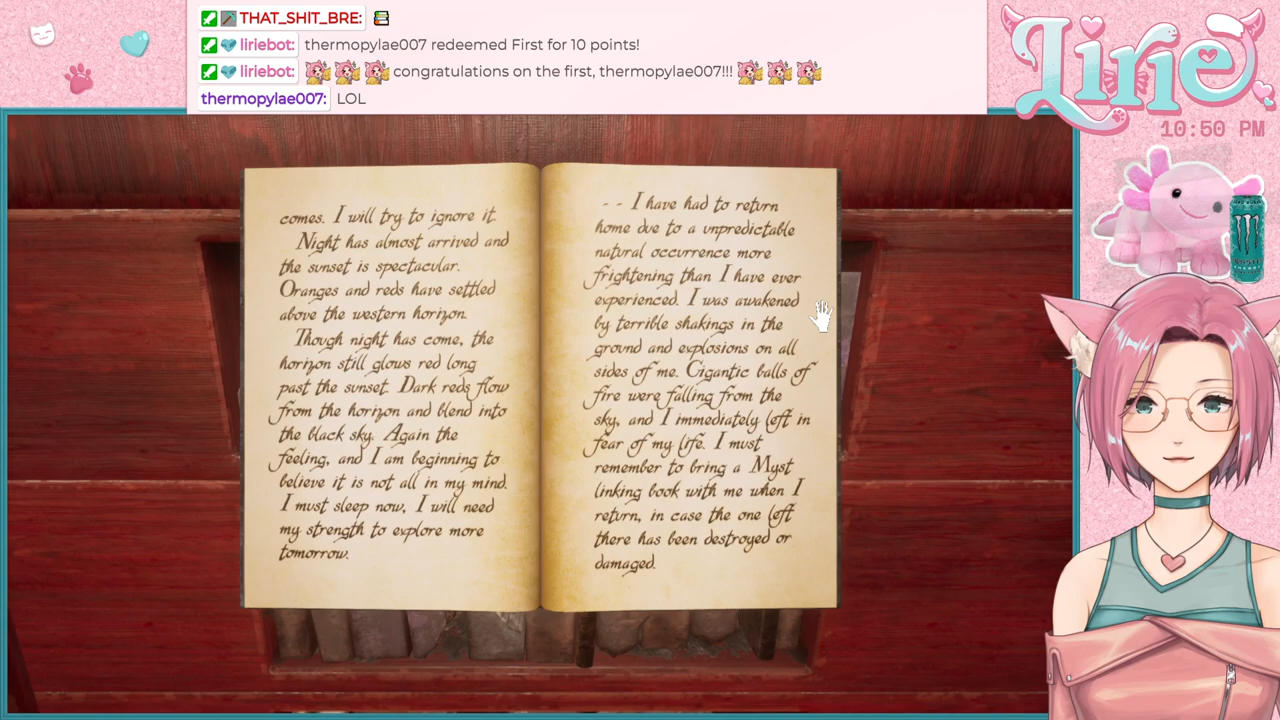 THAT_SHIT_BRE:
liriebot: thermopylae007 redeemed First for 10 points!
liriebot: congratulations on the first, thermopylae007!!!
thermopylae007: LOL
Lirie
10:50 PM
comes. I will try to ignore it.
Night has almost arrived and
the sunset is spectacular.
Oranges and reds have settled
above the western horizon.
Though night has come, the
horizon still glows red long
past the sunset. Dark reds flow
from the horizon and blend into
the black sky. Again the
feeling, and I am beginning to
believe it is not all in my mind.
I must sleep now, I will need
my strength to explore more
tomorrow.
- - I have had to return
home due to a unpredictable
natural occurrence more
frightening than I have ever
experienced. I was awakened
by terrible shakings in the
ground and explosions on all
sides of me. Gigantic balls of
fire were falling from the
sky, and I immediately left in
fear of my life. I must
remember to bring a Myst
linking book with me when I
return, in case the one left
there has been destroyed or
damaged.